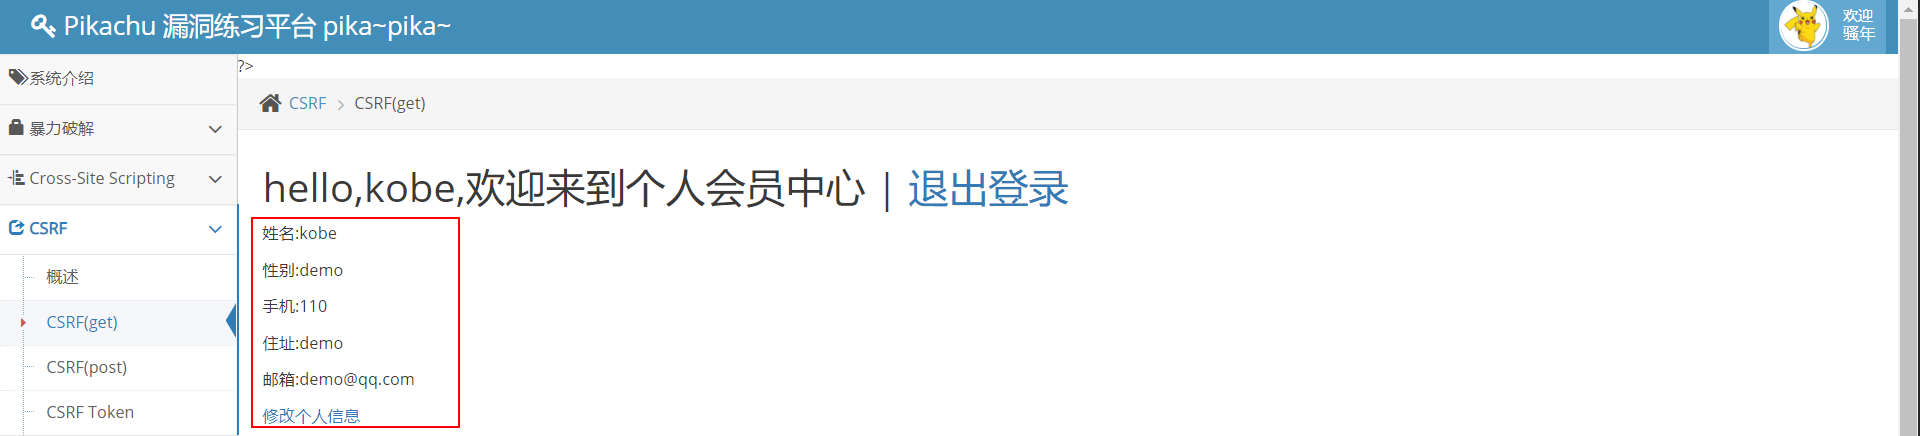 Pikachu 漏洞练习平台 pika~pika~
欢迎
骚年
系统介绍
暴力破解
Cross-Site Scripting
CSRF
概述
CSRF(get)
CSRF(post)
CSRF Token
?>
CSRF > CSRF(get)
hello,kobe,欢迎来到个人会员中心 | 退出登录
姓名:kobe
性别:demo
手机:110
住址:demo
邮箱:demo@qq.com
修改个人信息